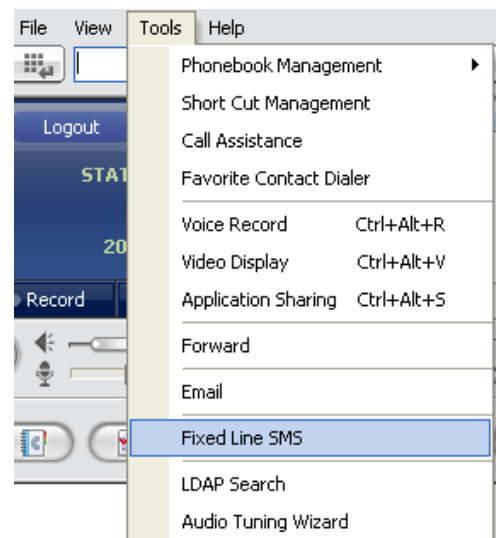 File View Tools Help
Phonebook Management
Short Cut Management
Logout
Call Assistance
Favorite Contact Dialer
Voice Record Ctrl+Alt+R
20
Video Display Ctrl+Alt+V
Record
Application Sharing Ctrl+Alt+S
Forward
Email
Fixed Line SMS
LDAP Search
Audio Tuning Wizard